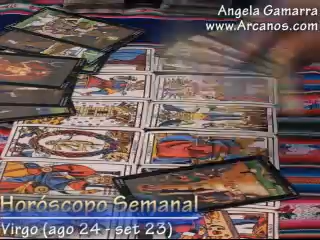 Angela Gamarra
www.Arcanos.com
Horóscopo Semanal
Virgo (ago 24 - set 23)